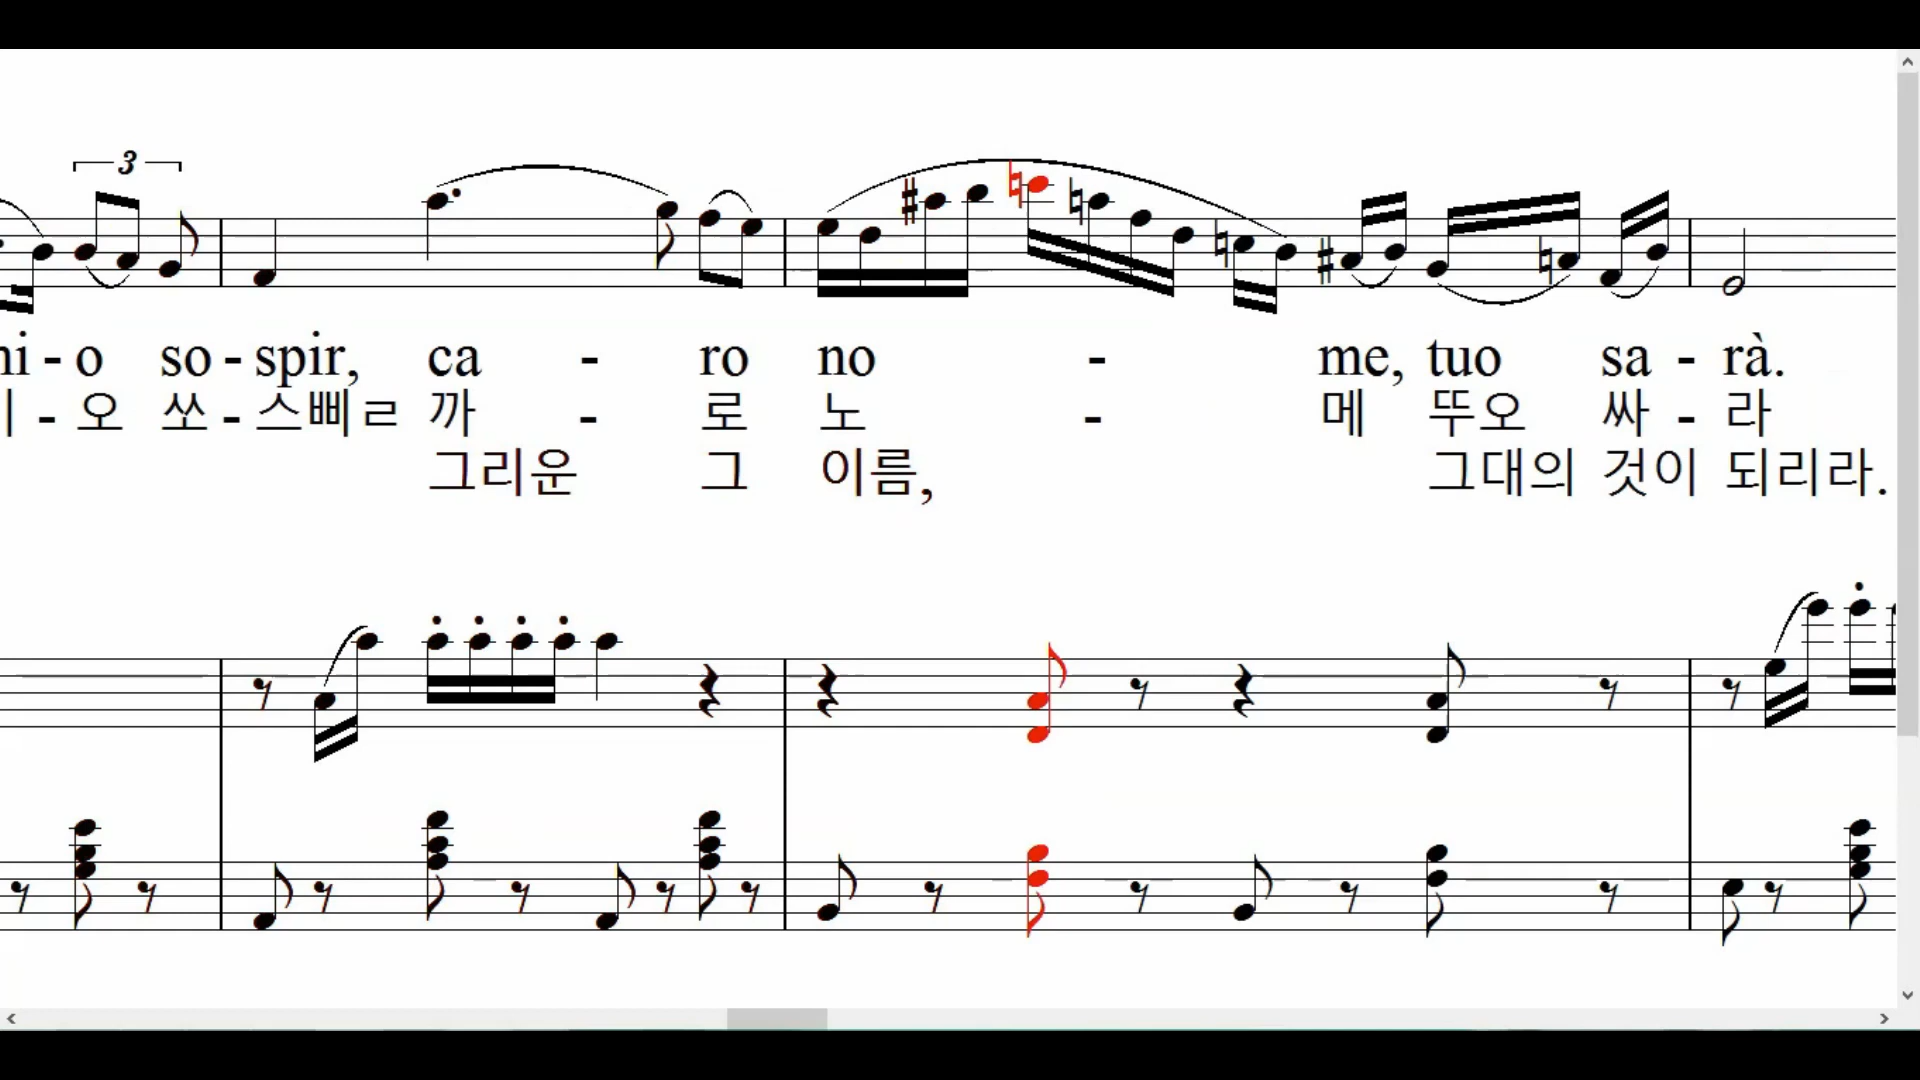 3
ni - o so - spir, ca - ro no - me, tuo sa - rà.
| - 오 쏘 - 스삐ㄹ 까 - 로 노 - 메 뚜오 싸 - 라
그리운 그 이름, 그대의 것이 되리라.